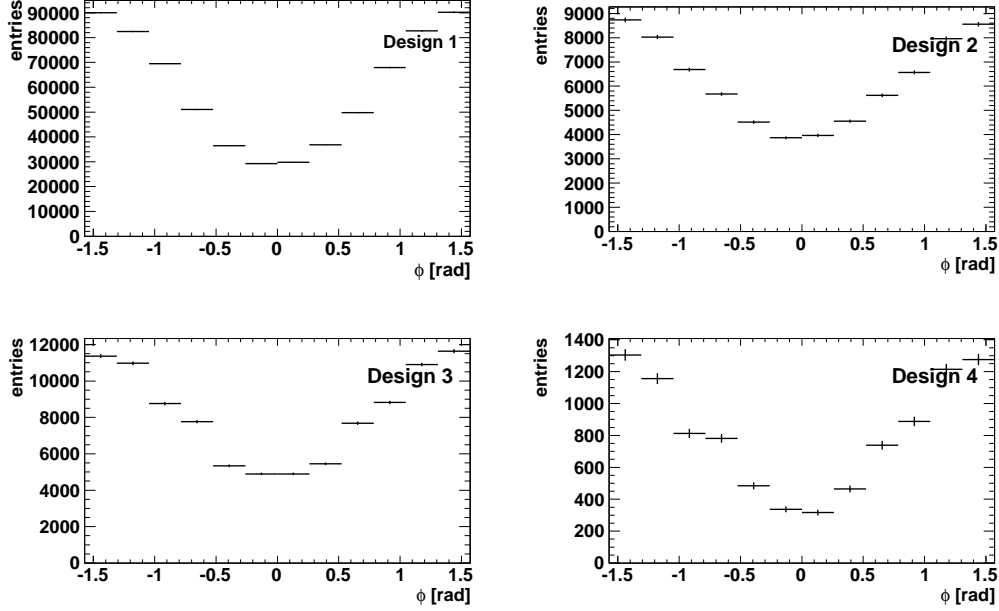 entries
90000
80000
70000
60000
50000
40000
30000
20000
10000
0
-1.5 -1 -0.5 0 0.5 1 1.5
ϕ [rad]
Design 1
entries
9000
8000
7000
6000
5000
4000
3000
2000
1000
0
-1.5 -1 -0.5 0 0.5 1 1.5
ϕ [rad]
Design 2
entries
12000
10000
8000
6000
4000
2000
0
-1.5 -1 -0.5 0 0.5 1 1.5
ϕ [rad]
Design 3
entries
1400
1200
1000
800
600
400
200
0
-1.5 -1 -0.5 0 0.5 1 1.5
ϕ [rad]
Design 4